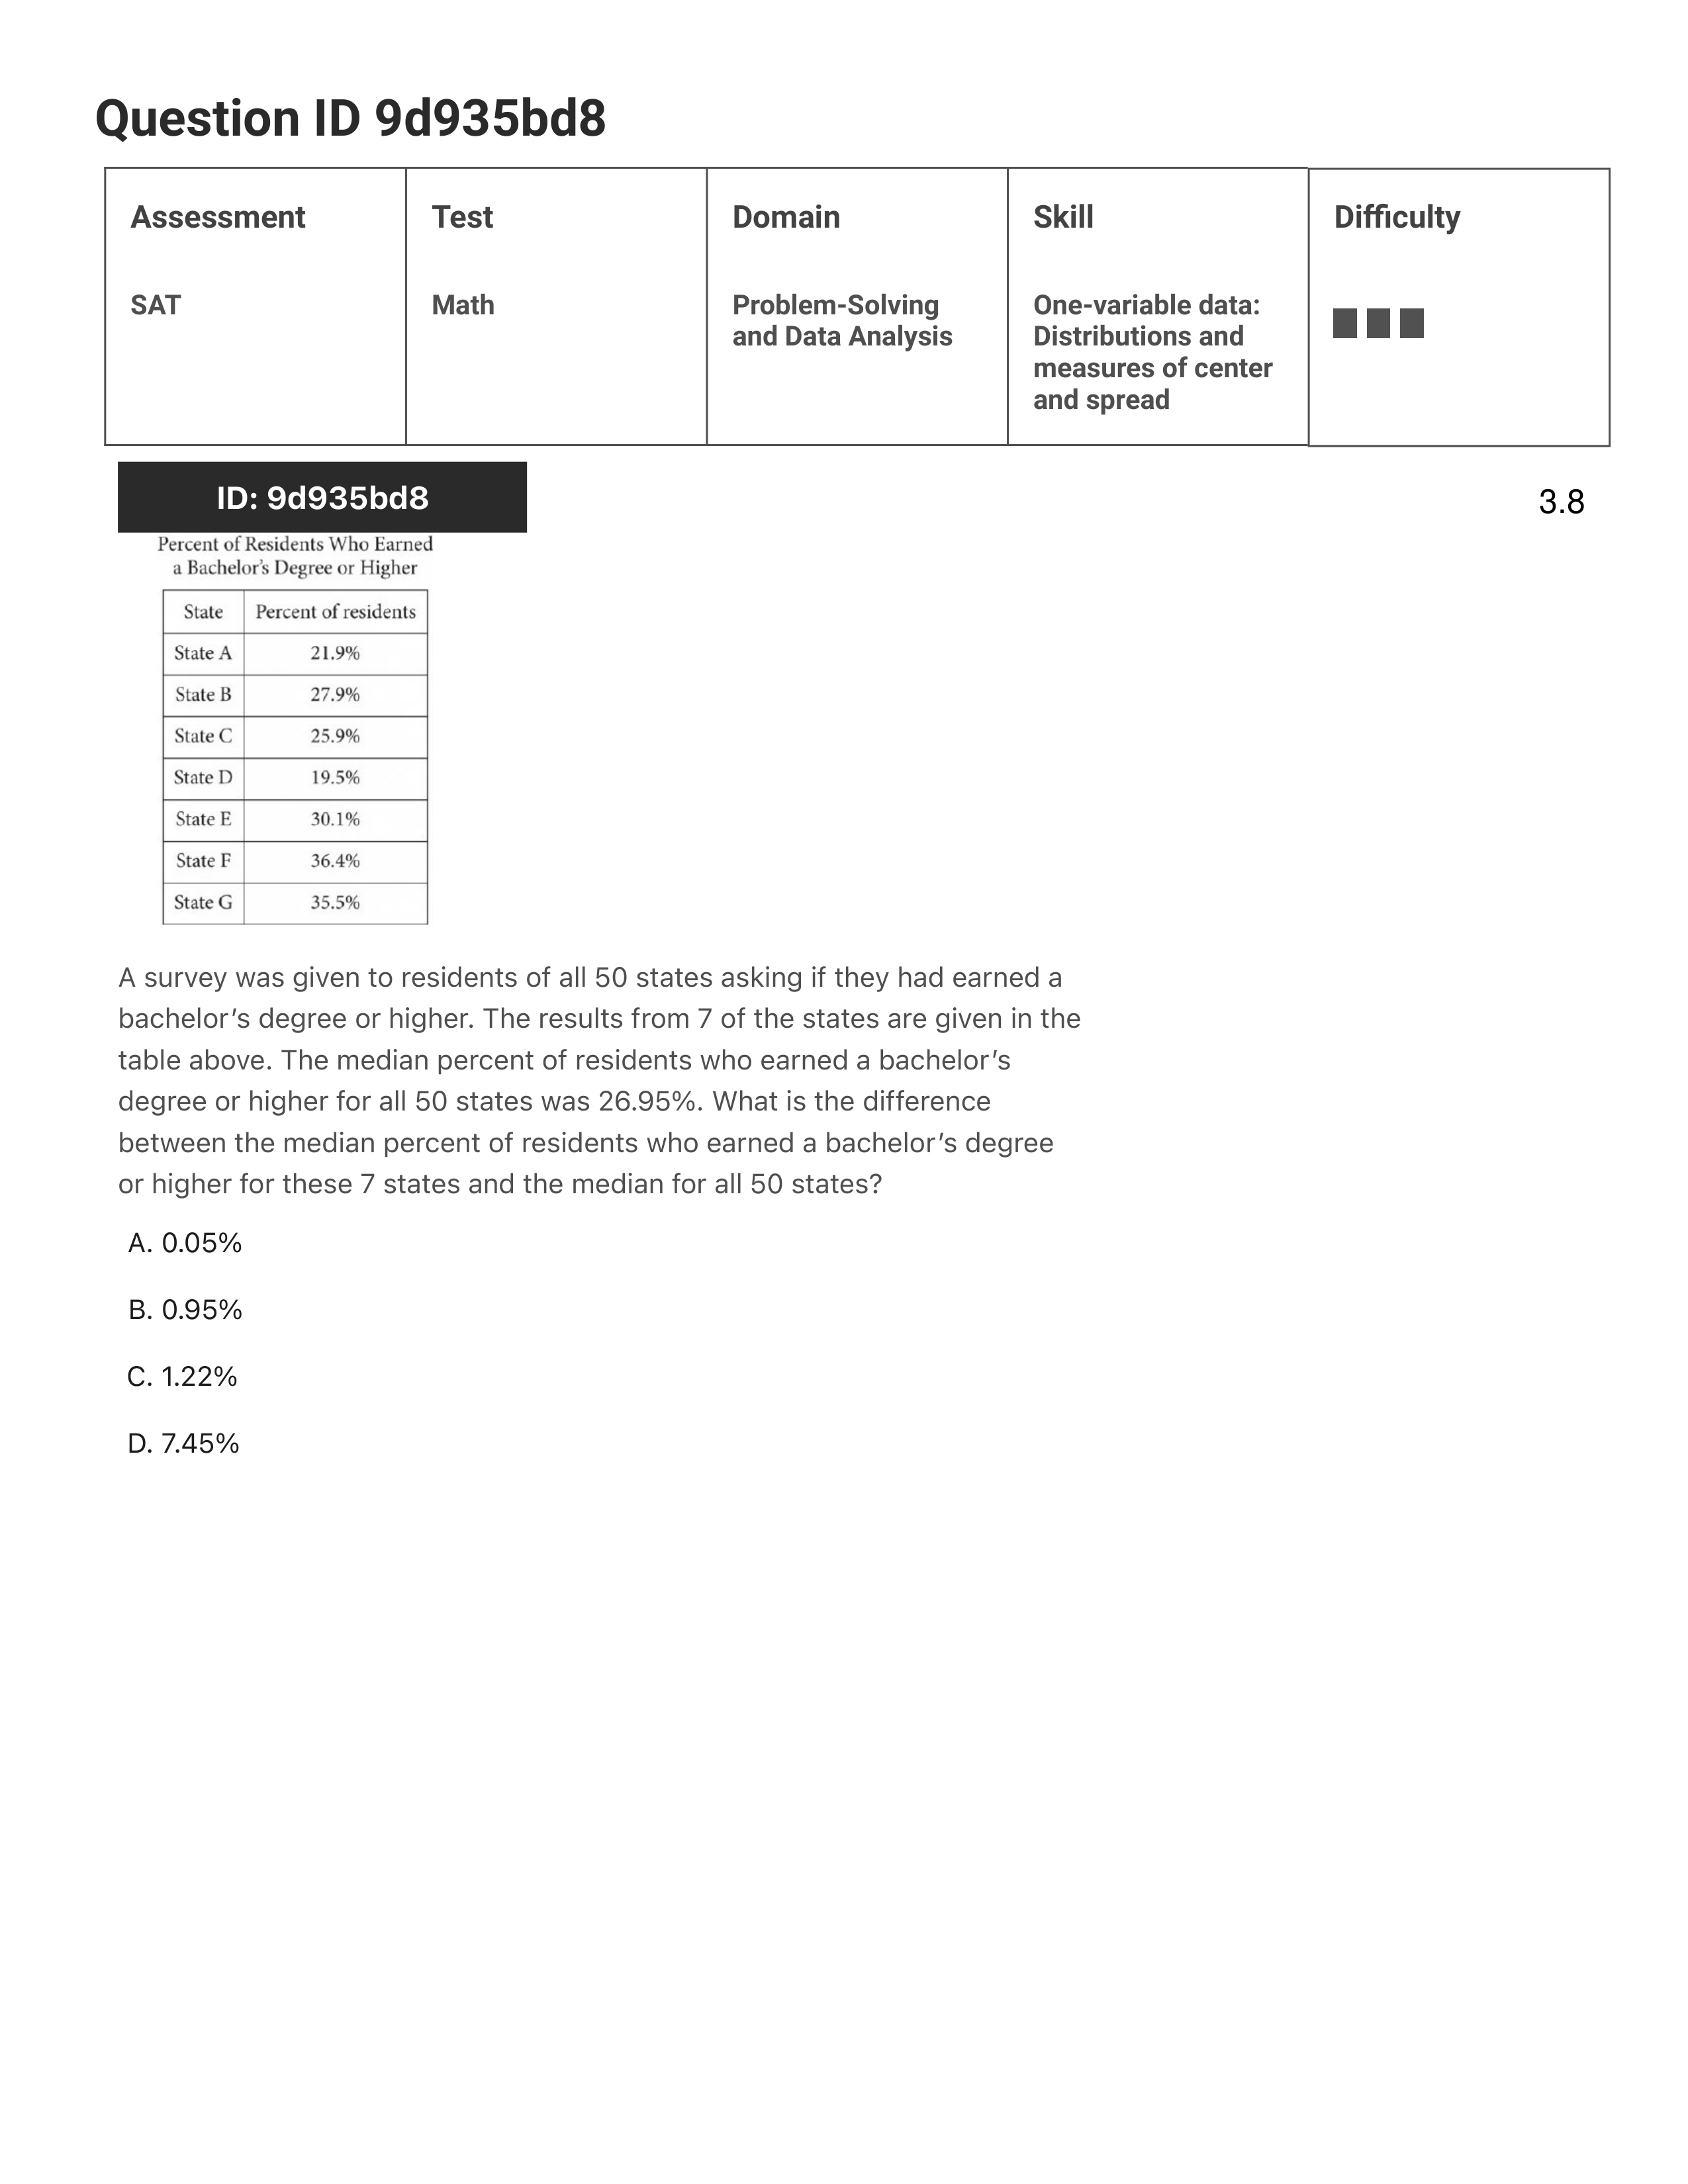 Question ID 9d935bd8
Assessment
Test
Domain
Skill
Difficulty
SAT
Math
Problem-Solving
and Data Analysis
One-variable data:
Distributions and
measures of center
and spread
ID: 9d935bd8
3.8
Percent of Residents Who Earned
a Bachelor's Degree or Higher
State Percent of residents
State A 21.9%
State B 27.9%
State C 25.9%
State D 19.5%
State E 30.1%
State F 36.4%
State G 35.5%
A survey was given to residents of all 50 states asking if they had earned a
bachelor's degree or higher. The results from 7 of the states are given in the
table above. The median percent of residents who earned a bachelor's
degree or higher for all 50 states was 26.95%. What is the difference
between the median percent of residents who earned a bachelor's degree
or higher for these 7 states and the median for all 50 states?
A. 0.05%
B. 0.95%
C. 1.22%
D. 7.45%